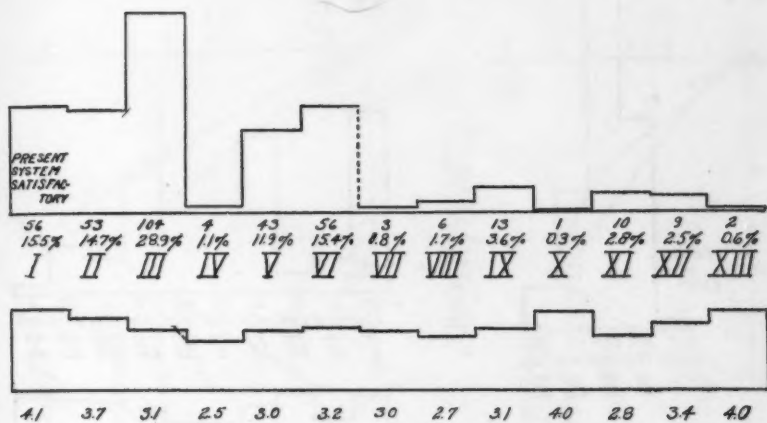 PRESENT
SYSTEM
SATISFAC-
TORY
56 53 104 4 43 56 3 6 13 1 10 9 2
15.5% 14.7% 28.9% 1.1% 11.9% 15.4% 0.8% 1.7% 3.6% 0.3% 2.8% 2.5% 0.6%
I II III IV V VI VII VIII IX X XI XII XIII
4.1 3.7 3.1 2.5 3.0 3.2 3.0 2.7 3.1 4.0 2.8 3.4 4.0